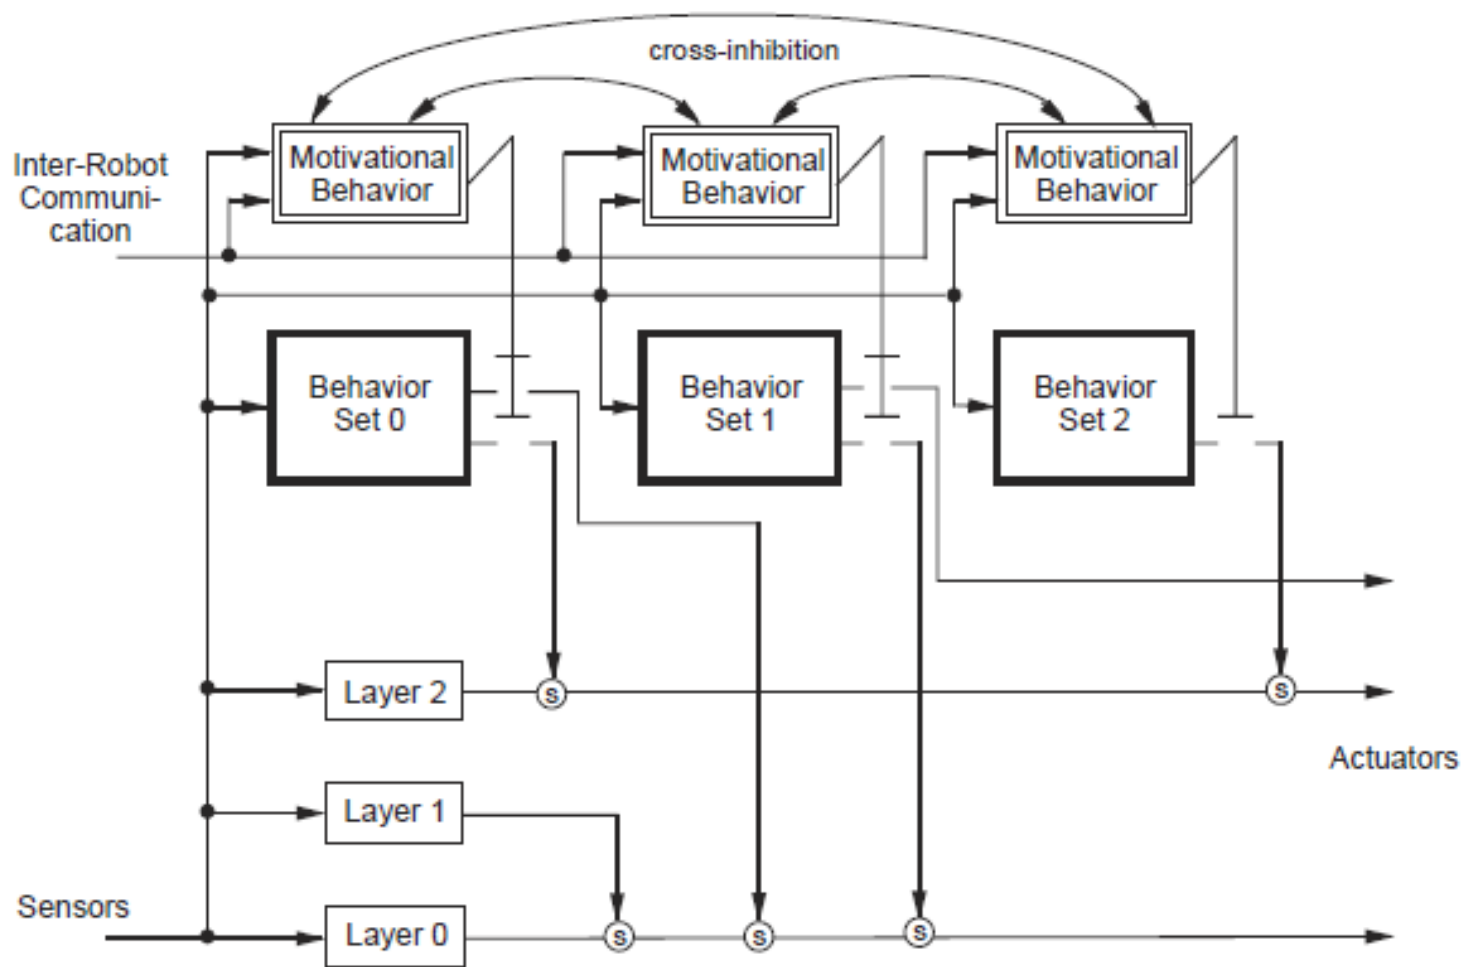 cross-inhibition
Inter-Robot
Communi-
cation
Motivational
Behavior
Motivational
Behavior
Motivational
Behavior
Behavior
Set 0
Behavior
Set 1
Behavior
Set 2
Layer 2
S
S
Actuators
Layer 1
Sensors
Layer 0
S
S
S